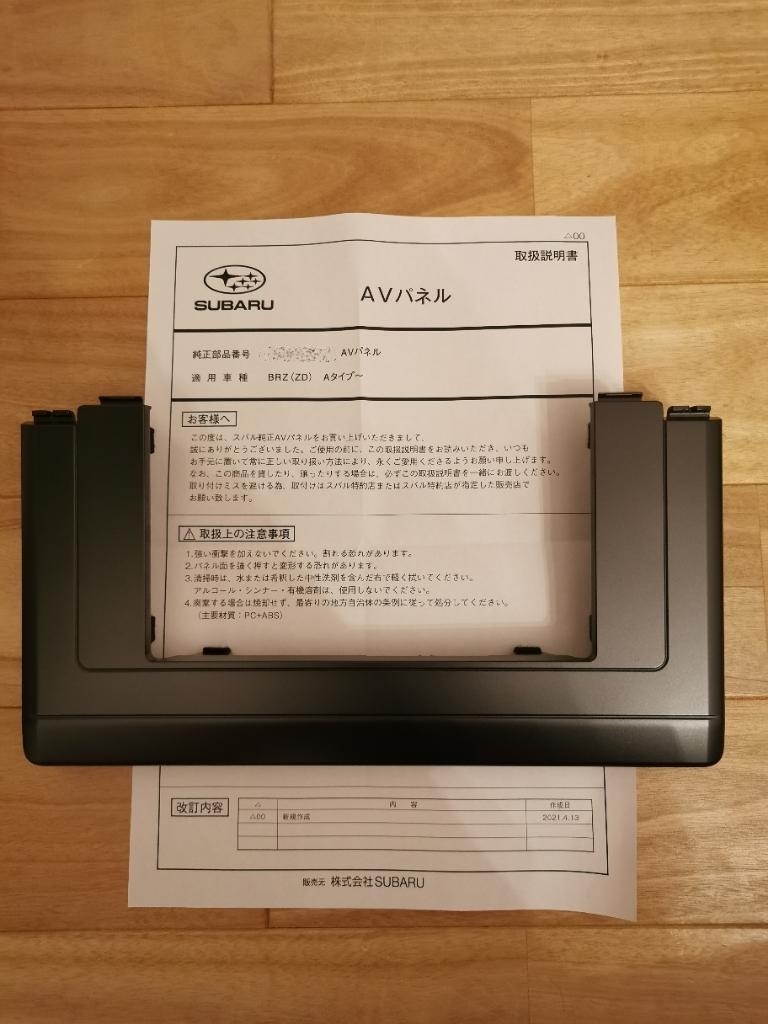 △00
取扱説明書
SUBARU
AVパネル
純正部品番号 AVパネル
適用車種 BRZ(ZD) Aタイプ〜
お客様へ
この度は、スバル純正AVパネルをお買い上げいただきまして、
誠にありがとうございました。ご使用の前に、この取扱説明書をお読みいただき、いつも
お手元に置いて常に正しい取り扱い方法により、永くご愛用くださるようお願い申し上げます。
なお、この商品を貸したり、譲ったりする場合は、必ずこの取扱説明書を一緒にお渡しください。
取り付けミスを避ける為、取付けはスバル特約店またはスバル特約店が指定した販売店で
お願い致します。
⚠取扱上の注意事項
1.強い衝撃を加えないでください。割れる恐れがあります。
2.パネル面を強く押すと変形する恐れがあります。
3.清掃時は、水または希釈した中性洗剤を含んだ布で軽く拭いてください。
アルコール・シンナー・有機溶剤は、使用しないでください。
4.廃棄する場合は焼却せず、最寄りの地方自治体の条例に従って処分してください。
(主要材質:PC+ABS)
改訂内容
△ 内容 作成日
△00 新規作成 2021.4.13
販売元 株式会社SUBARU